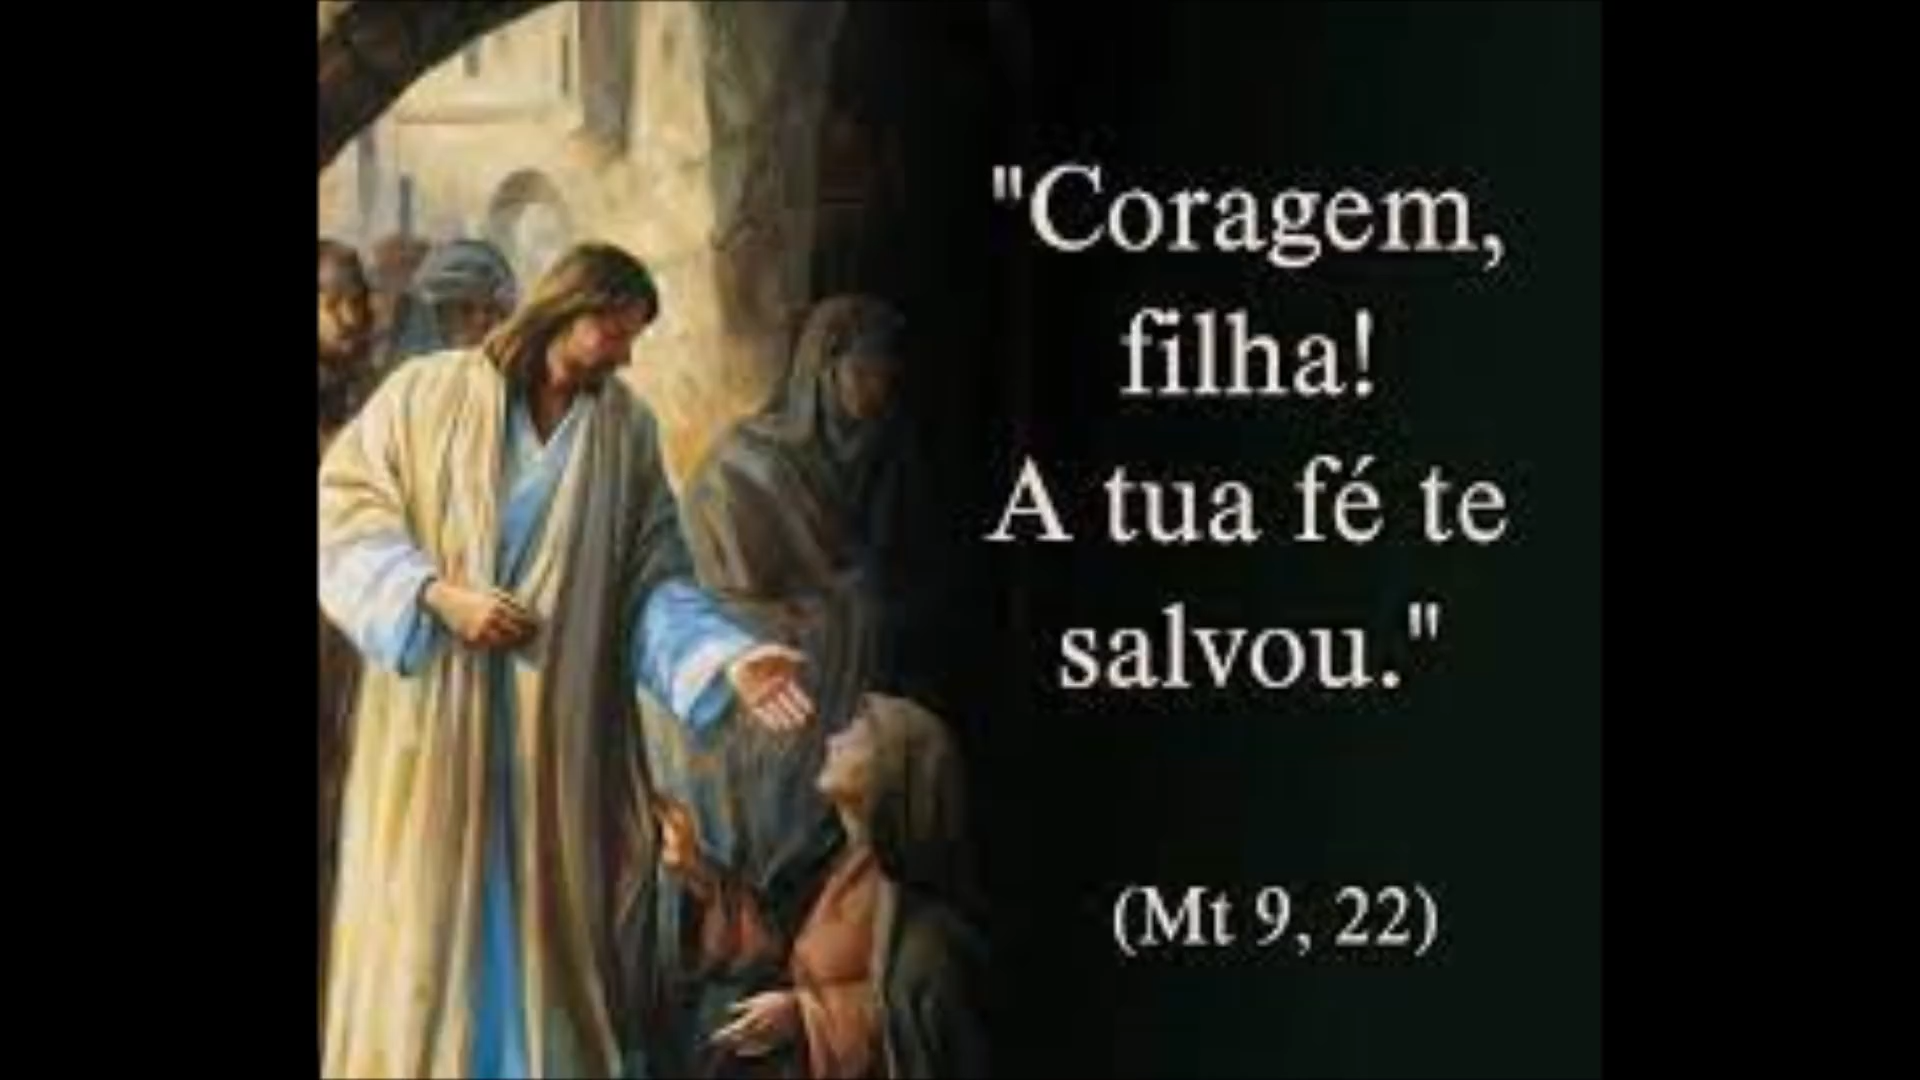 "Coragem,
filha!
A tua fé te
salvou."
(Mt 9, 22)